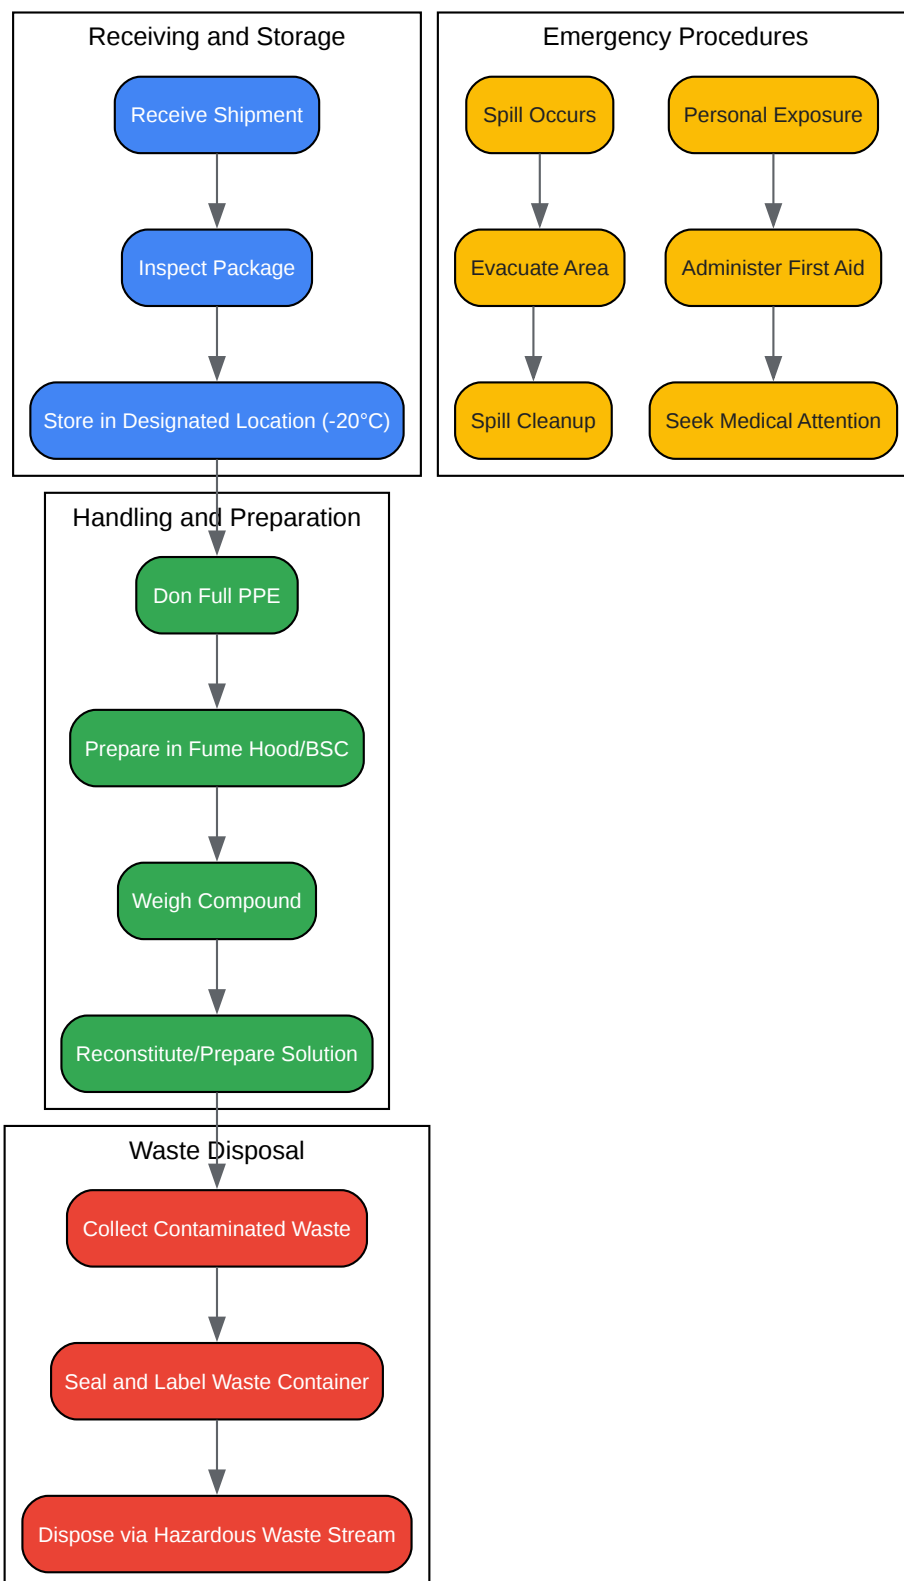 Receiving and Storage
Receive Shipment
Inspect Package
Store in Designated Location (-20°C)
Emergency Procedures
Spill Occurs
Evacuate Area
Spill Cleanup
Personal Exposure
Administer First Aid
Seek Medical Attention
Handling and Preparation
Don Full PPE
Prepare in Fume Hood/BSC
Weigh Compound
Reconstitute/Prepare Solution
Waste Disposal
Collect Contaminated Waste
Seal and Label Waste Container
Dispose via Hazardous Waste Stream